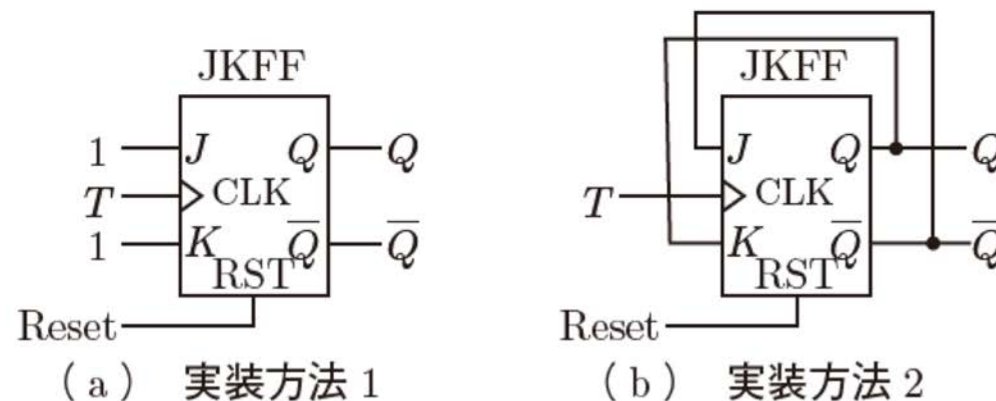 JKFF
1 J Q Q
T CLK
1 K Q̅ Q̅
RST
Reset
(a) 実装方法 1
JKFF
J Q Q
T CLK
K Q̅ Q̅
RST
Reset
(b) 実装方法 2